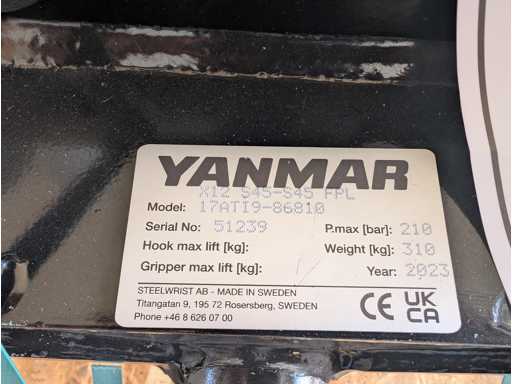 YANMAR
X12 S45-S45 FPL
Model: 17ATI9-86810
Serial No: 51239 P.max [bar]: 210
Hook max lift [kg]: Weight [kg]: 310
Gripper max lift [kg]: Year: 2023
STEELWRIST AB - MADE IN SWEDEN
Titangatan 9, 195 72 Rosersberg, SWEDEN
Phone +46 8 626 07 00
CE UK
CA